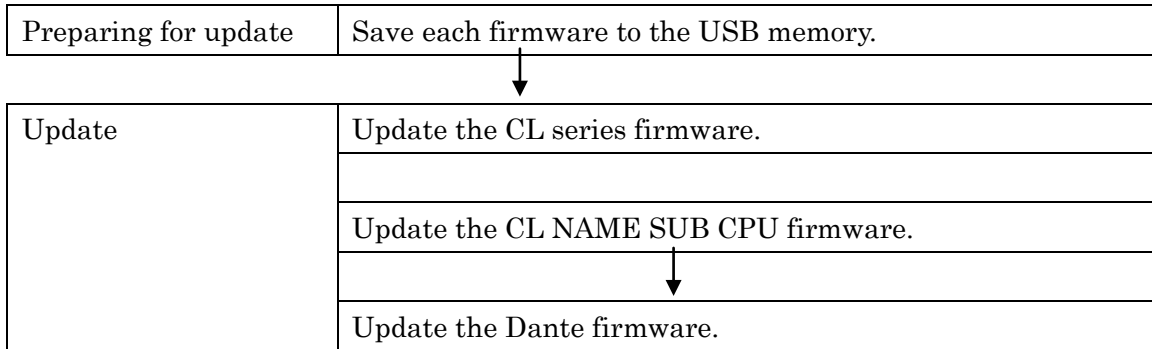 Preparing for update
Save each firmware to the USB memory.
Update
Update the CL series firmware.
Update the CL NAME SUB CPU firmware.
Update the Dante firmware.